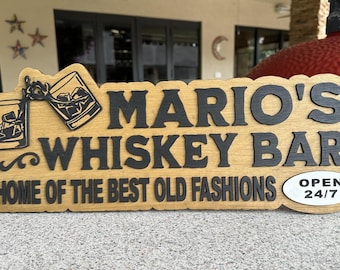 MARIO'S
WHISKEY BAR
HOME OF THE BEST OLD FASHIONS
OPEN
24/7